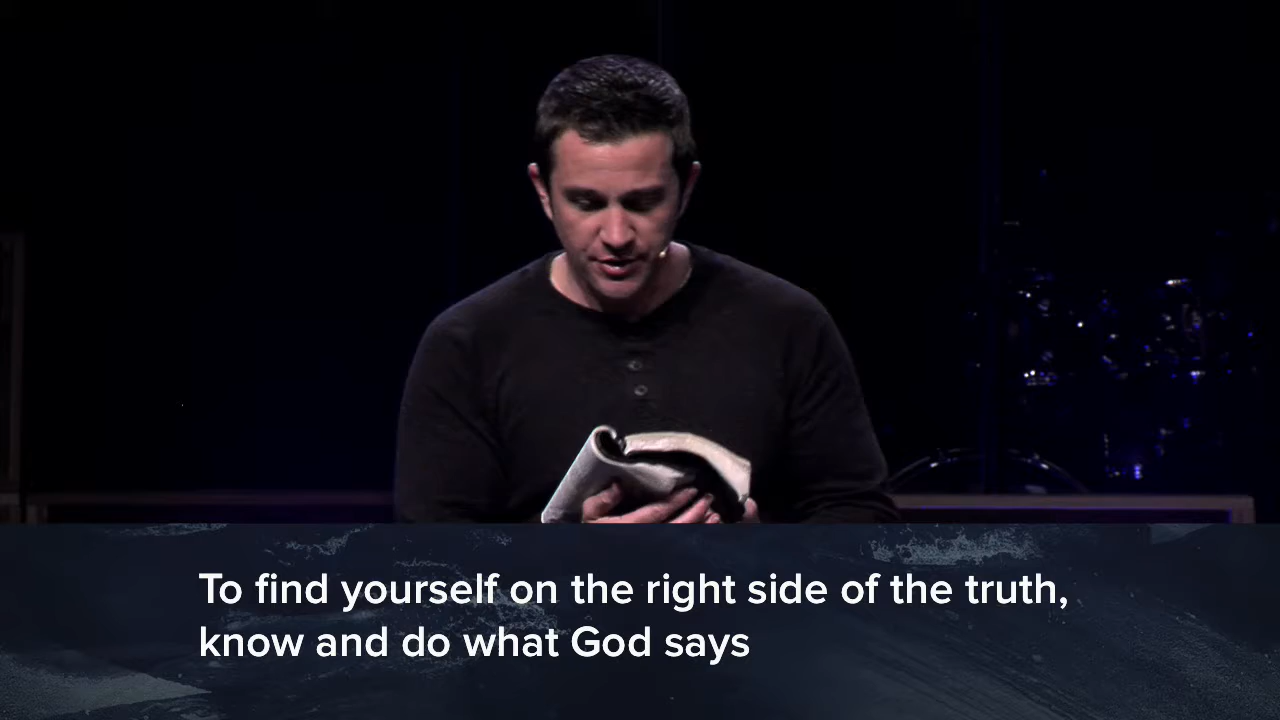 To find yourself on the right side of the truth,
know and do what God says